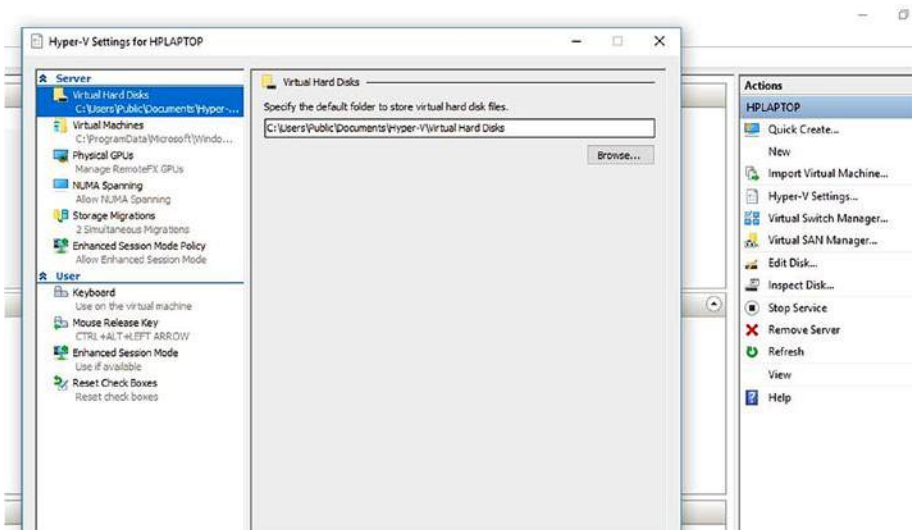 Hyper-V Settings for HPLAPTOP
Server
Virtual Hard Disks
C:\Users\Public\Documents\Hyper-...
Virtual Machines
C:\ProgramData\Microsoft\Windo...
Physical GPUs
Manage RemoteFX GPUs
NUMA Spanning
Allow NUMA Spanning
Storage Migrations
2 Simultaneous Migrations
Enhanced Session Mode Policy
Allow Enhanced Session Mode
User
Keyboard
Use on the virtual machine
Mouse Release Key
CTRL+ALT+LEFT ARROW
Enhanced Session Mode
Use if available
Reset Check Boxes
Reset check boxes
Virtual Hard Disks
Specify the default folder to store virtual hard disk files.
C:\Users\Public\Documents\Hyper-V\Virtual Hard Disks
Browse...
Actions
HPLAPTOP
Quick Create...
New
Import Virtual Machine...
Hyper-V Settings...
Virtual Switch Manager...
Virtual SAN Manager...
Edit Disk...
Inspect Disk...
Stop Service
Remove Server
Refresh
View
Help